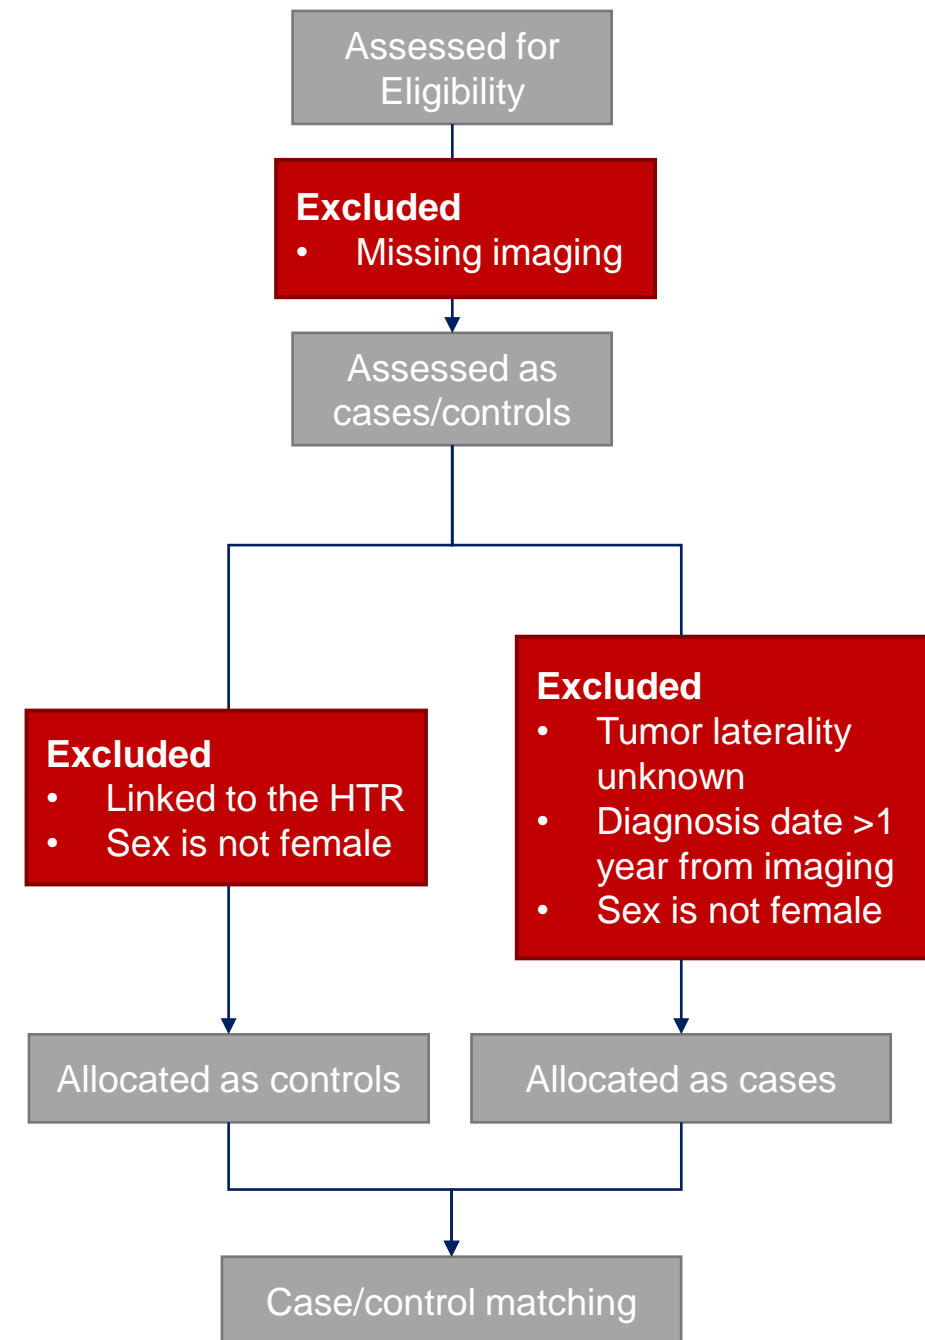 Assessed for
Eligibility
Excluded
• Missing imaging
Assessed as
cases/controls
Excluded
• Linked to the HTR
• Sex is not female
Excluded
• Tumor laterality
unknown
• Diagnosis date >1
year from imaging
• Sex is not female
Allocated as controls
Allocated as cases
Case/control matching